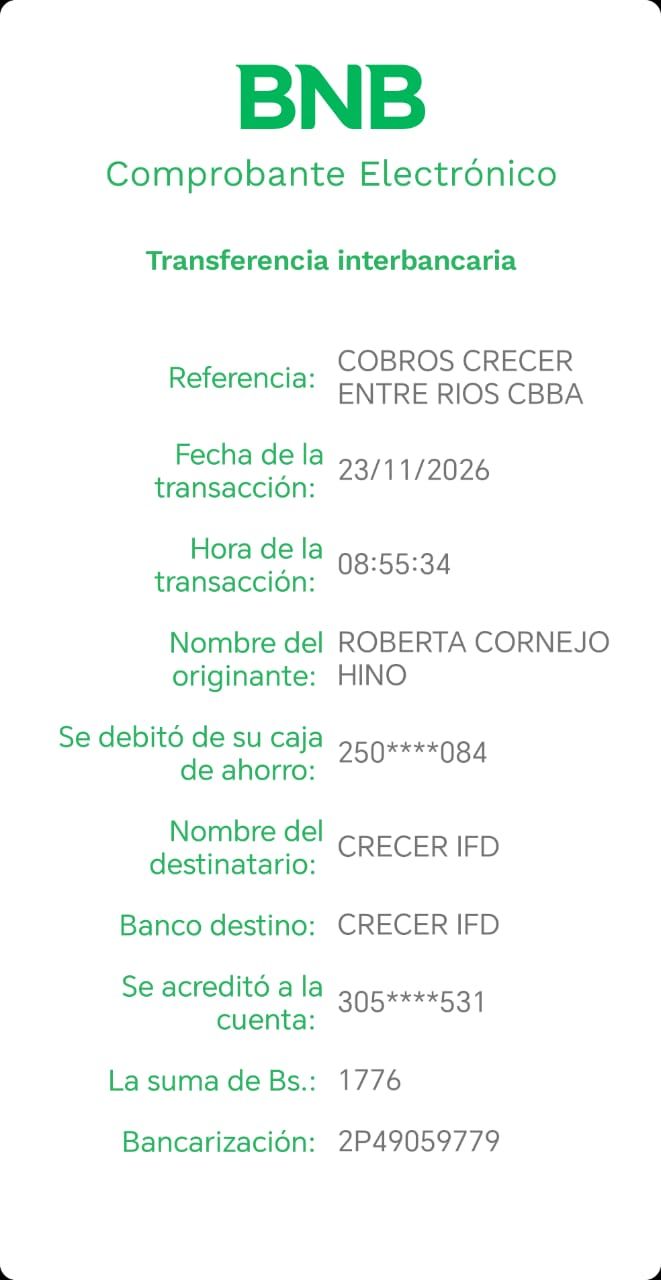 BNB
Comprobante Electrónico
Transferencia interbancaria
Referencia: COBROS CRECER
ENTRE RIOS CBBA
Fecha de la
transacción: 23/11/2026
Hora de la
transacción: 08:55:34
Nombre del ROBERTA CORNEJO
originante: HINO
Se debitó de su caja
de ahorro: 250****084
Nombre del
destinatario: CRECER IFD
Banco destino: CRECER IFD
Se acreditó a la
cuenta: 305****531
La suma de Bs.: 1776
Bancarización: 2P49059779